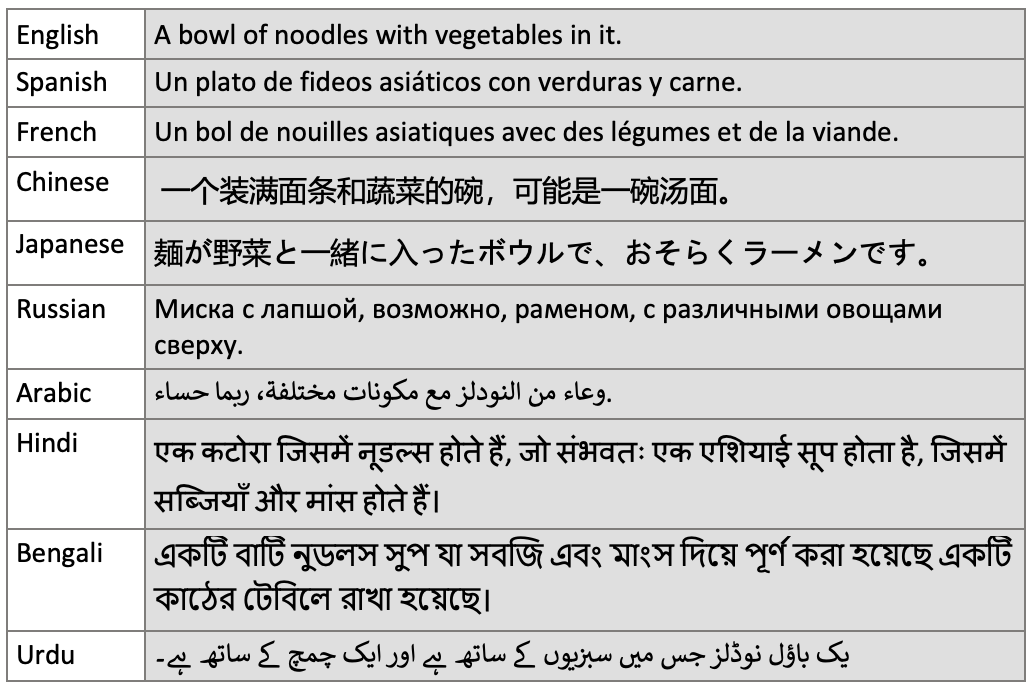 English A bowl of noodles with vegetables in it.
Spanish Un plato de fideos asiáticos con verduras y carne.
French Un bol de nouilles asiatiques avec des légumes et de la viande.
Chinese 一个装满面条和蔬菜的碗，可能是一碗汤面。
Japanese 麺が野菜と一緒に入ったボウルで、おそらくラーメンです。
Russian Миска с лапшой, возможно, раменом, с различными овощами
сверху.
Arabic وعاء من النودلز مع مكونات مختلفة، ربما حساء.
Hindi एक कटोरा जिसमें नूडल्स होते हैं, जो संभवतः एक एशियाई सूप होता है, जिसमें
सब्जियाँ और मांस होते हैं।
Bengali একটি বাটি নুডলস সুপ যা সবজি এবং মাংস দিয়ে পূর্ণ করা হয়েছে একটি
কাঠের টেবিলে রাখা হয়েছে।
Urdu یک باؤل نوڈلز جس میں سبزیوں کے ساتھ ہے اور ایک چمچ کے ساتھ ہے۔